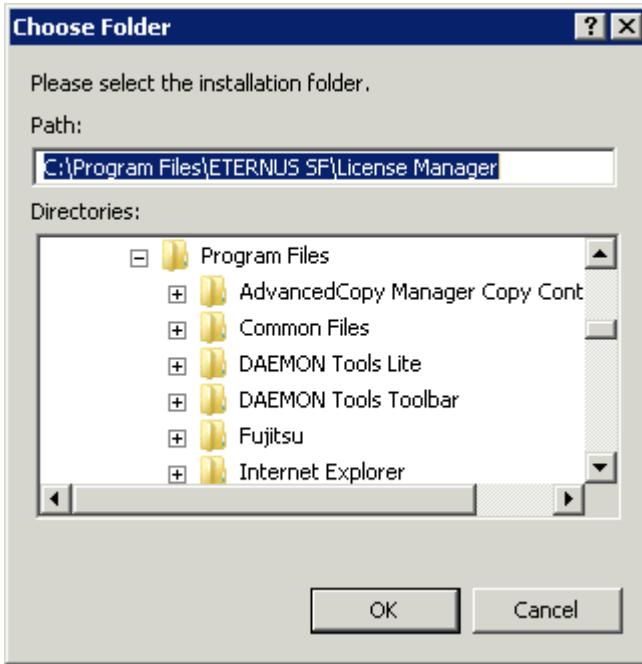 Choose Folder
Please select the installation folder.
Path:
C:\Program Files\ETERNUS SF\License Manager
Directories:
Program Files
AdvancedCopy Manager Copy Cont
Common Files
DAEMON Tools Lite
DAEMON Tools Toolbar
Fujitsu
Internet Explorer
OK Cancel